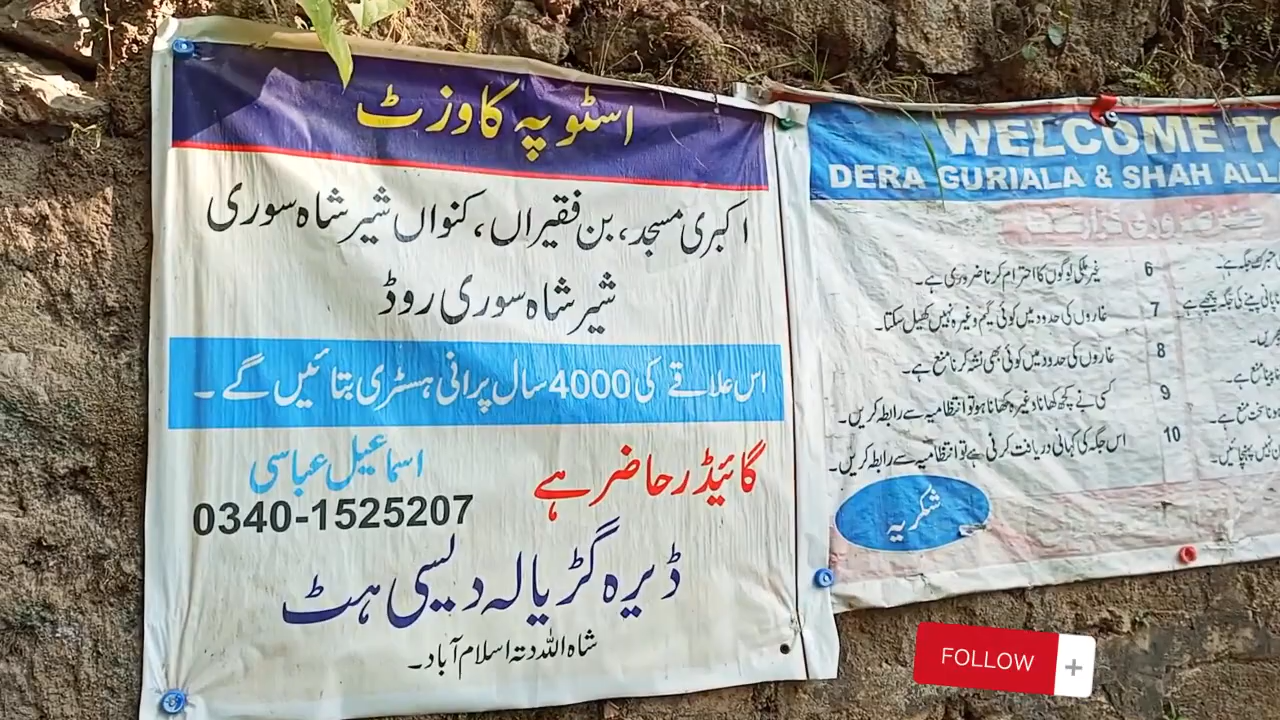 اسٹوپہ کا وزٹ
اکبری مسجد، بن فقیراں، کنواں شیر شاہ سوری
شیر شاہ سوری روڈ
اس علاقے کی 4000 سال پرانی ہسٹری بتائیں گے۔
گائیڈر حاضر ہے
اسماعیل عباسی
0340-1525207
ڈیرہ گڑیالہ دیسی ہٹ
شاہ اللہ دتہ اسلام آباد۔
WELCOME TO
DERA GURIALA & SHAH ALL
6 غیر ملکی لوگوں کا احترام کرنا ضروری ہے۔
7 غاروں کی حدود میں کوئی گیم وغیرہ نہیں کھیل سکتا۔
8 غاروں کی حدود میں کوئی بھی نشہ کرنا منع ہے۔
9 کسی نے کچھ کھانا وغیرہ کھانا ہو تو انتظامیہ سے رابطہ کریں۔
10 اس جگہ کی کہانی دریافت کرنی ہے تو انتظامیہ سے رابطہ کریں۔
شکریہ
FOLLOW +